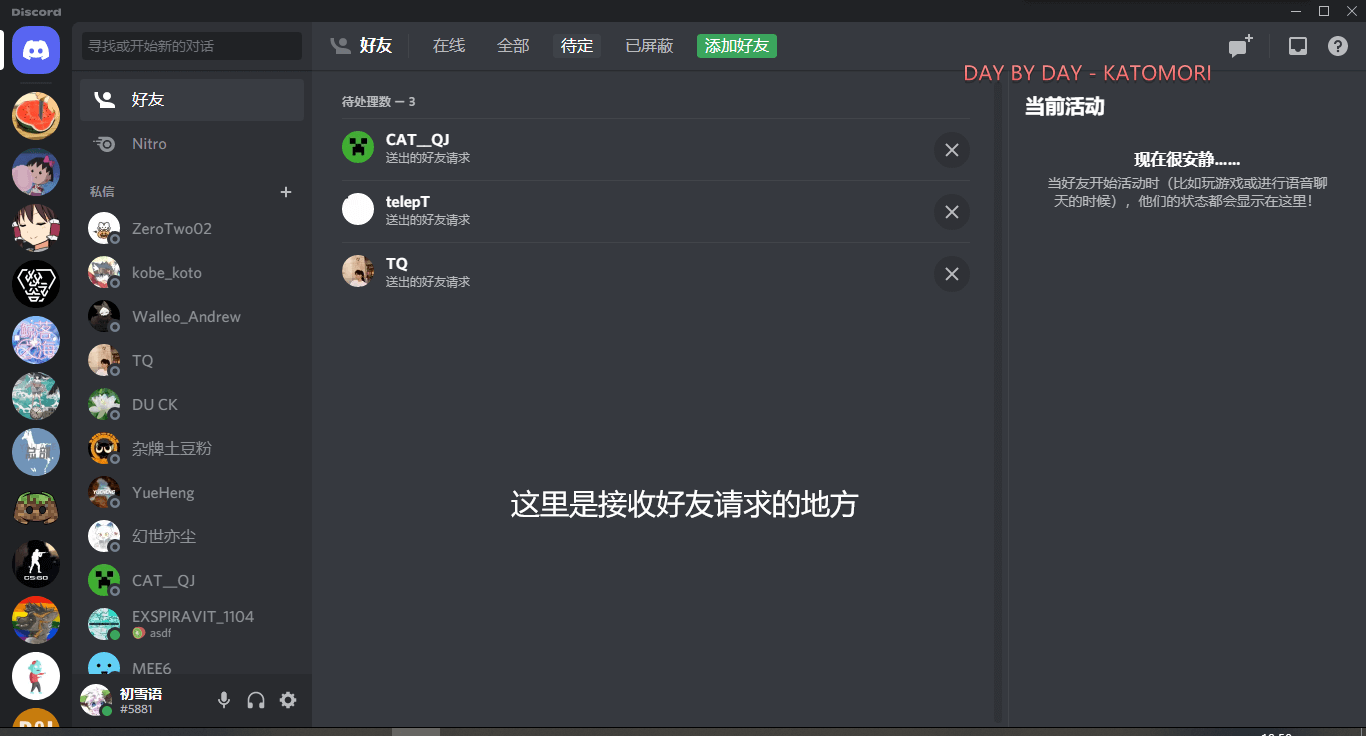 Discord
寻找或开始新的对话
好友
在线
全部
待定
已屏蔽
添加好友
DAY BY DAY - KATOMORI
好友
Nitro
私信
ZeroTwo02
kobe_koto
Walleo_Andrew
TQ
DU CK
杂牌土豆粉
YueHeng
幻世亦尘
CAT__QJ
EXSPIRAVIT_1104
asdf
MEE6
初雪语
#5881
待处理数 — 3
CAT__QJ
送出的好友请求
telepT
送出的好友请求
TQ
送出的好友请求
这里是接收好友请求的地方
当前活动
现在很安静……
当好友开始活动时（比如玩游戏或进行语音聊
天的时候），他们的状态都会显示在这里！
CS:GO